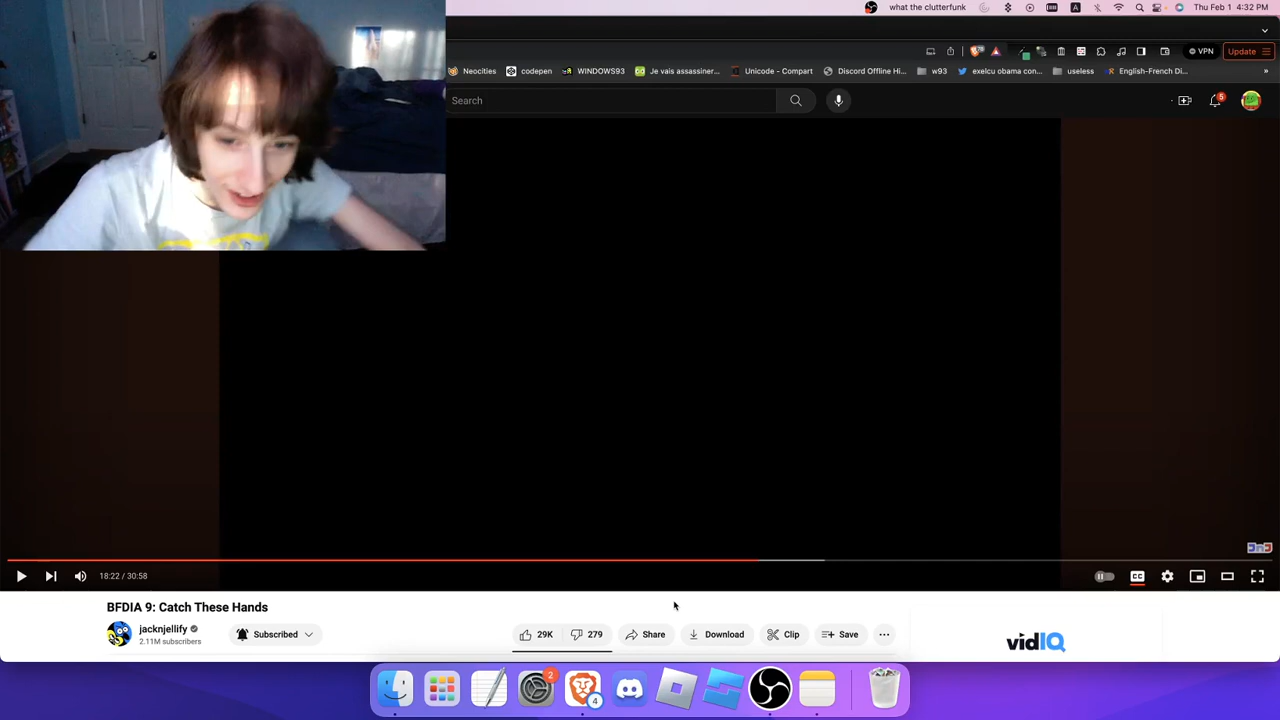 what the clutterfunk
A
Thu Feb 1 4:32 PM
VPN
Update
Neocities
codepen
WINDOWS93
Je vais assassiner...
Unicode - Compart
Discord Offline Hi...
w93
exelcu obama con...
useless
English-French Di...
»
Search
5
18:22 / 30:58
CC
BFDIA 9: Catch These Hands
jacknjellify
2.11M subscribers
Subscribed
29K
279
Share
Download
Clip
Save
vidIQ
2
4